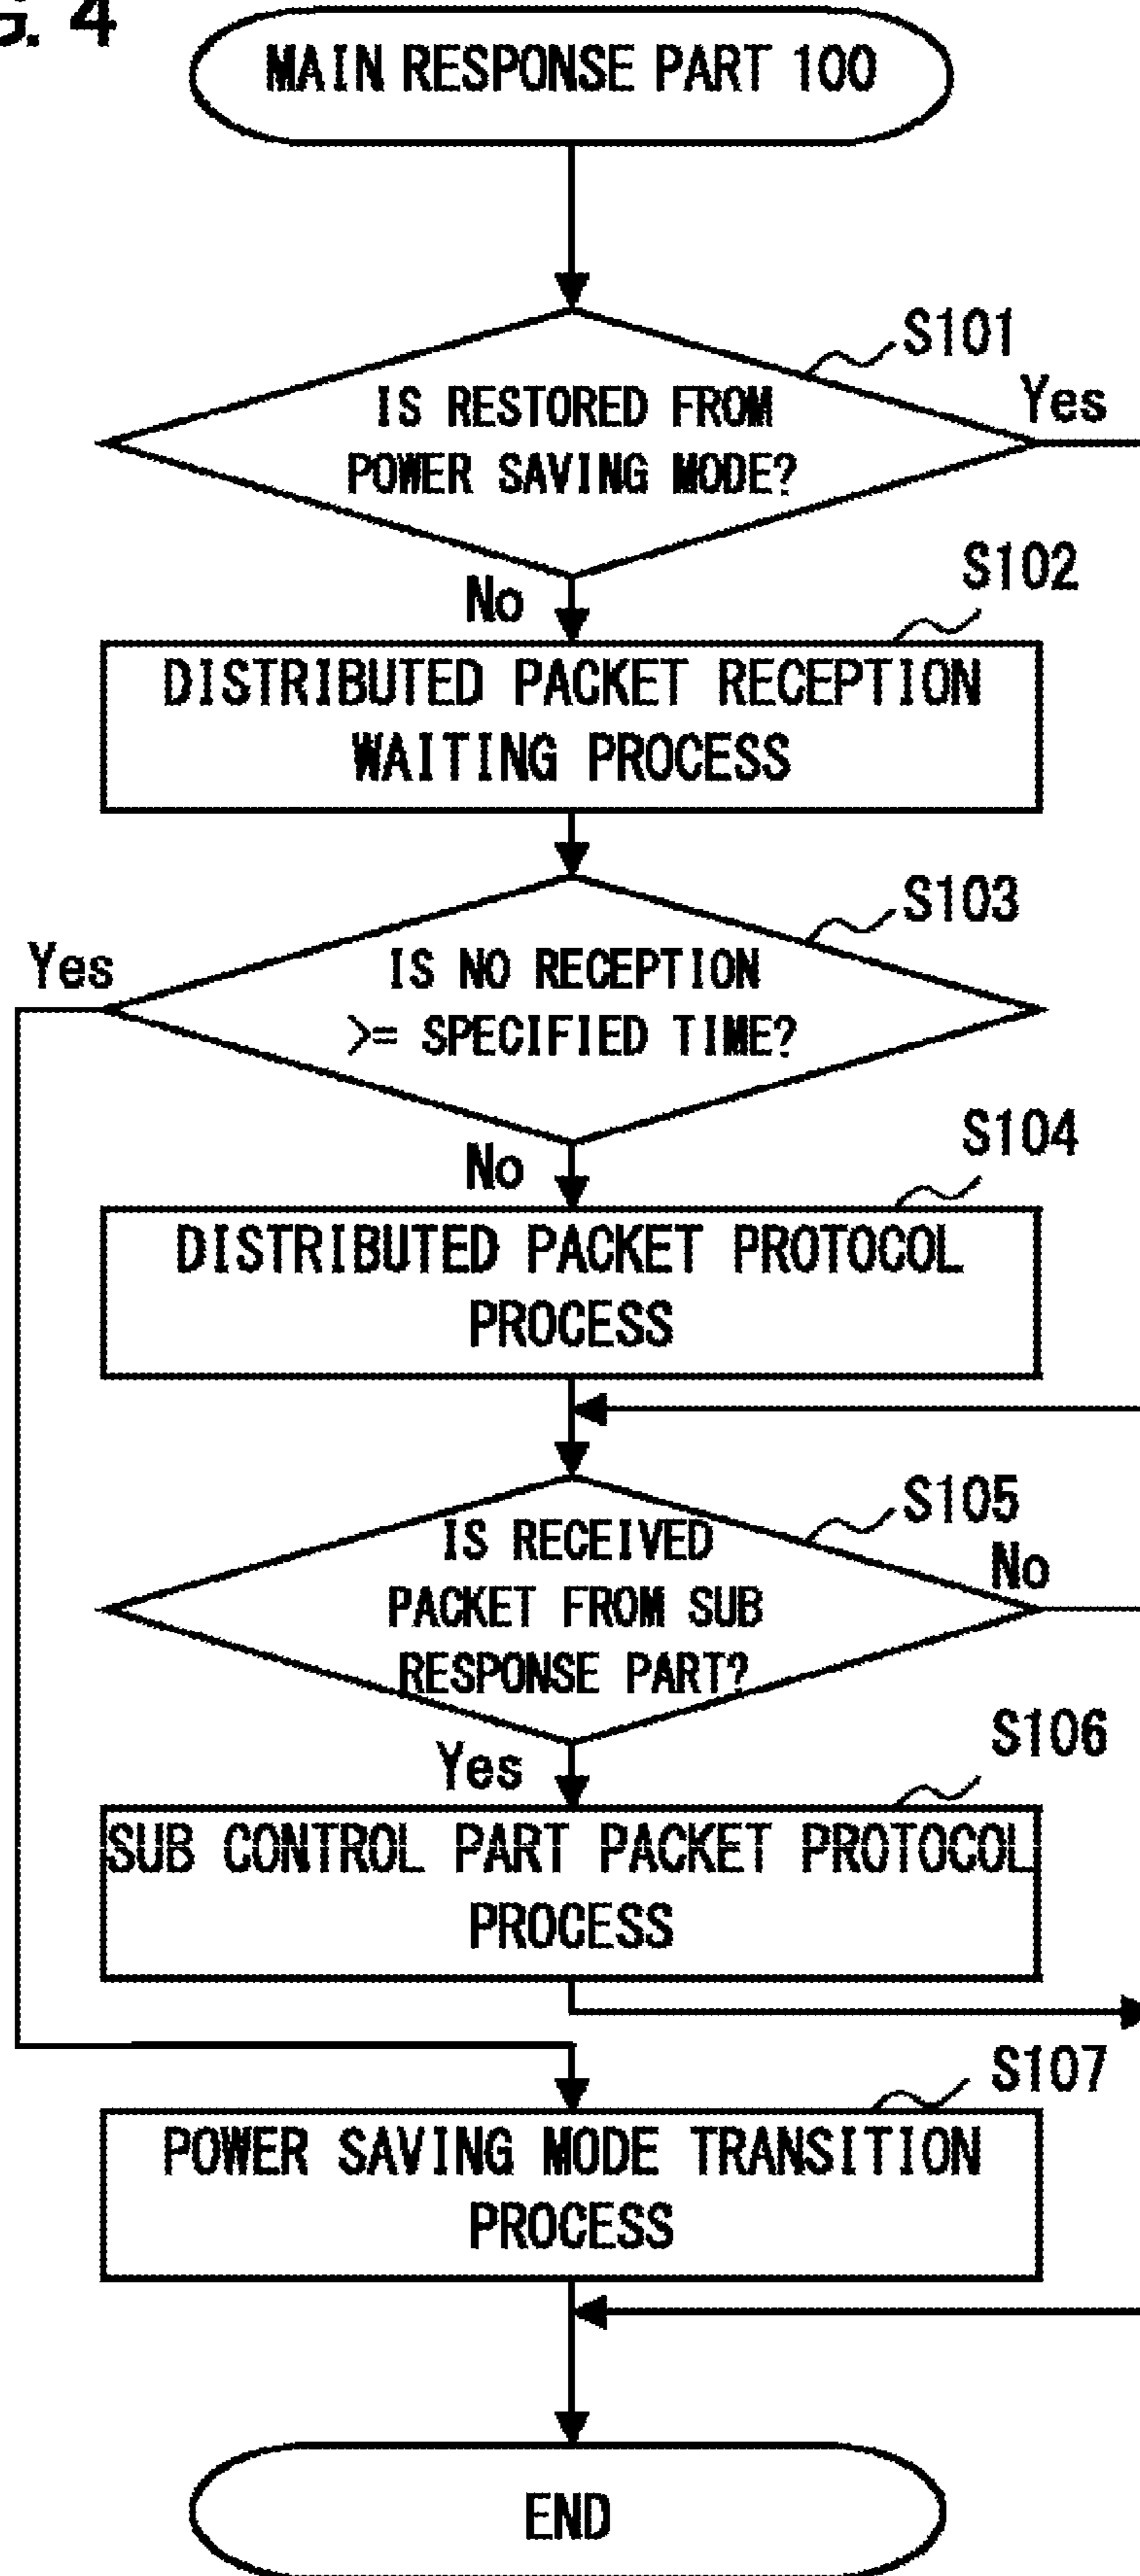 G. 4
MAIN RESPONSE PART 100
S101
IS RESTORED FROM
POWER SAVING MODE?
Yes
No
S102
DISTRIBUTED PACKET RECEPTION
WAITING PROCESS
S103
Yes
IS NO RECEPTION
>= SPECIFIED TIME?
No
S104
DISTRIBUTED PACKET PROTOCOL
PROCESS
S105
IS RECEIVED
PACKET FROM SUB
RESPONSE PART?
No
Yes
S106
SUB CONTROL PART PACKET PROTOCOL
PROCESS
S107
POWER SAVING MODE TRANSITION
PROCESS
END